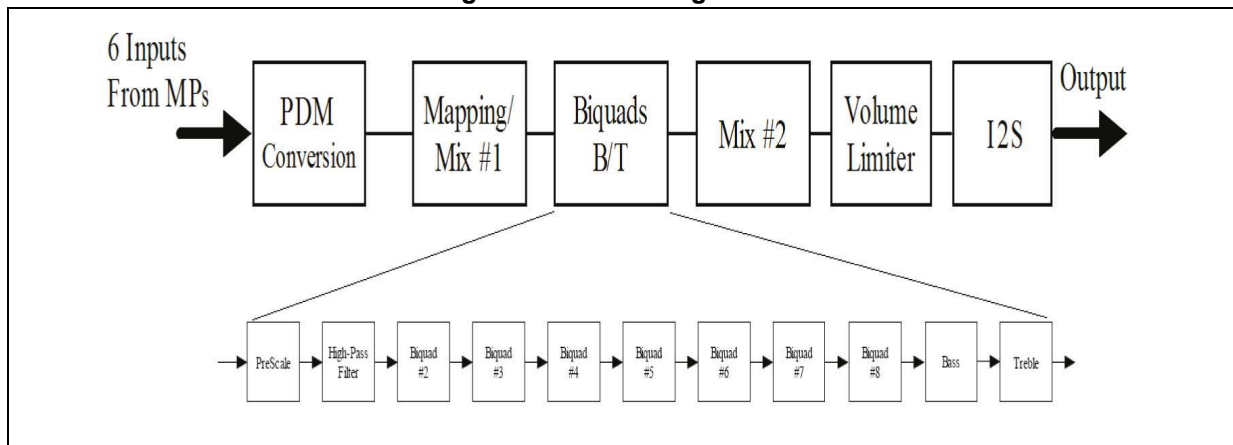 6 Inputs
From MPs
PDM
Conversion
Mapping/
Mix #1
Biquads
B/T
Mix #2
Volume
Limiter
I2S
Output
PreScale
High-Pass
Filter
Biquad
#2
Biquad
#3
Biquad
#4
Biquad
#5
Biquad
#6
Biquad
#7
Biquad
#8
Bass
Treble